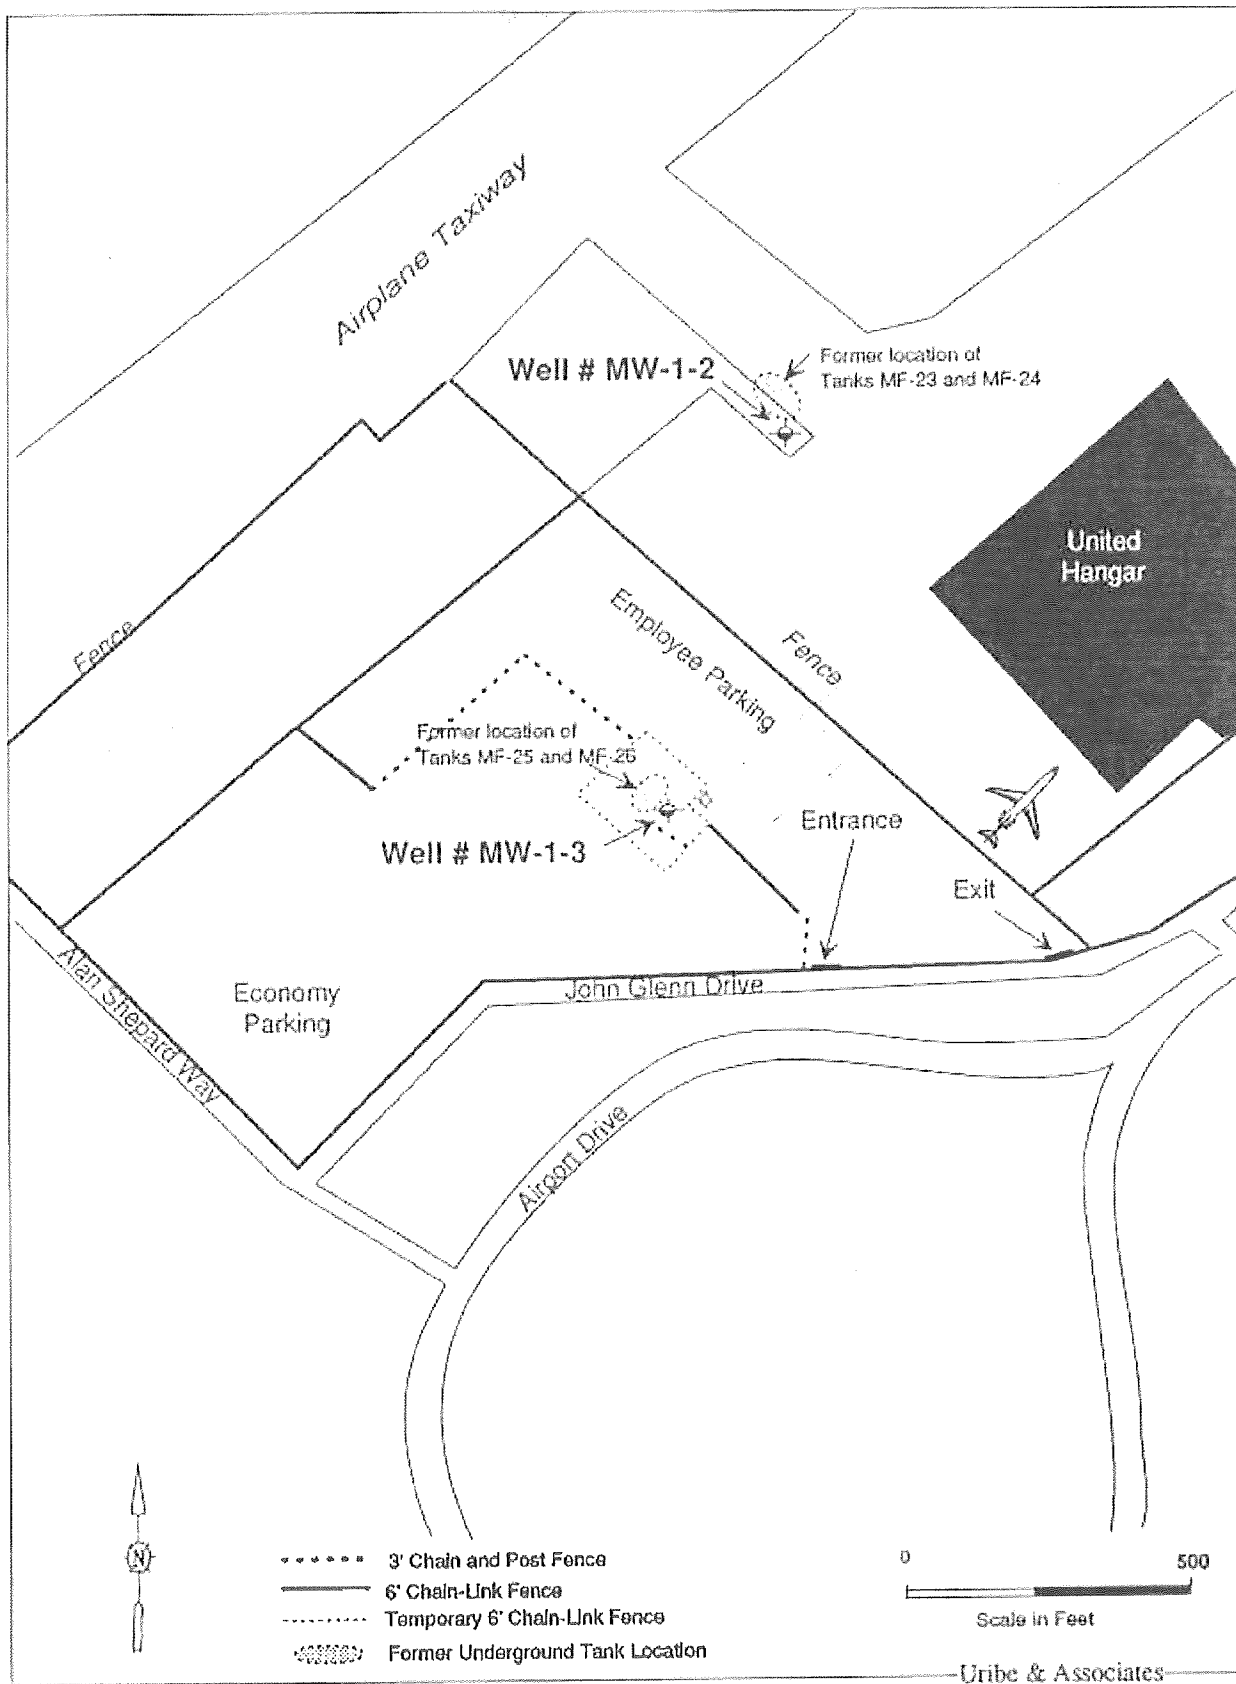 Airplane Taxiway
Well # MW-1-2
Former location of
Tanks MF-23 and MF-24
United
Hangar
Fence
Employee Parking
Fence
Former location of
Tanks MF-25 and MF-26
Well # MW-1-3
Entrance
Exit
Alan Shepard Way
Economy
Parking
John Glenn Drive
Airport Drive
N
3' Chain and Post Fence
6' Chain-Link Fence
Temporary 6' Chain-Link Fence
Former Underground Tank Location
0 500
Scale in Feet
Uribe & Associates